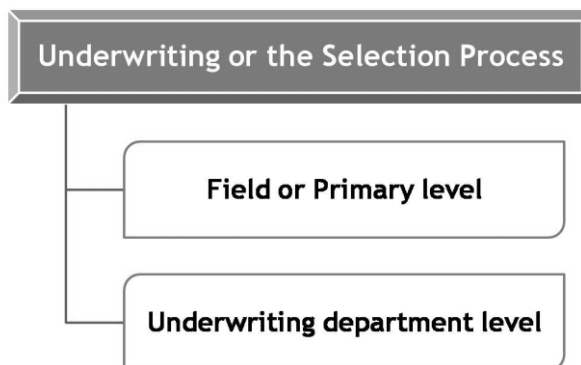 Underwriting or the Selection Process
Field or Primary level
Underwriting department level